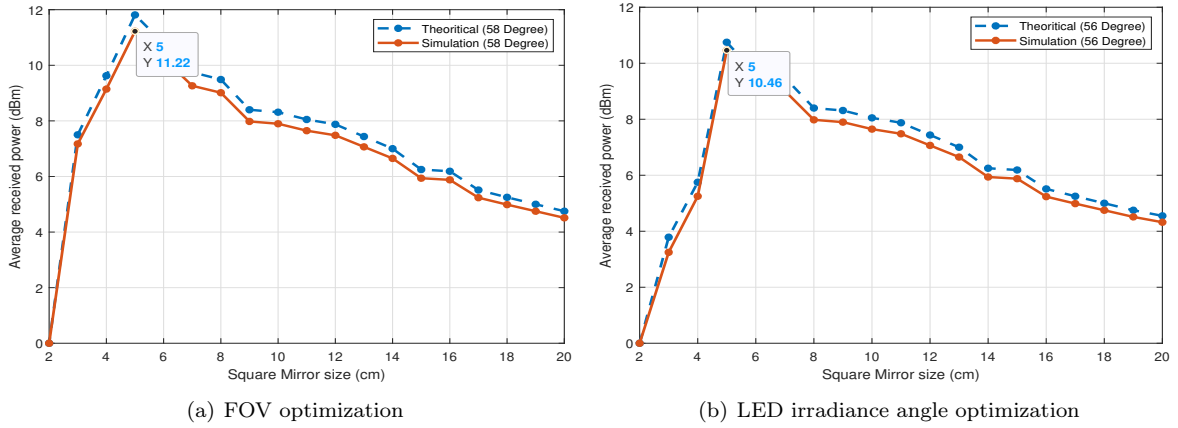 12
10
8
6
4
2
0
Average received power (dBm)
Theoritical (58 Degree)
Simulation (58 Degree)
X 5
Y 11.22
2 4 6 8 10 12 14 16 18 20
Square Mirror size (cm)
(a) FOV optimization
12
10
8
6
4
2
0
Average received power (dBm)
Theoritical (56 Degree)
Simulation (56 Degree)
X 5
Y 10.46
2 4 6 8 10 12 14 16 18 20
Square Mirror size (cm)
(b) LED irradiance angle optimization